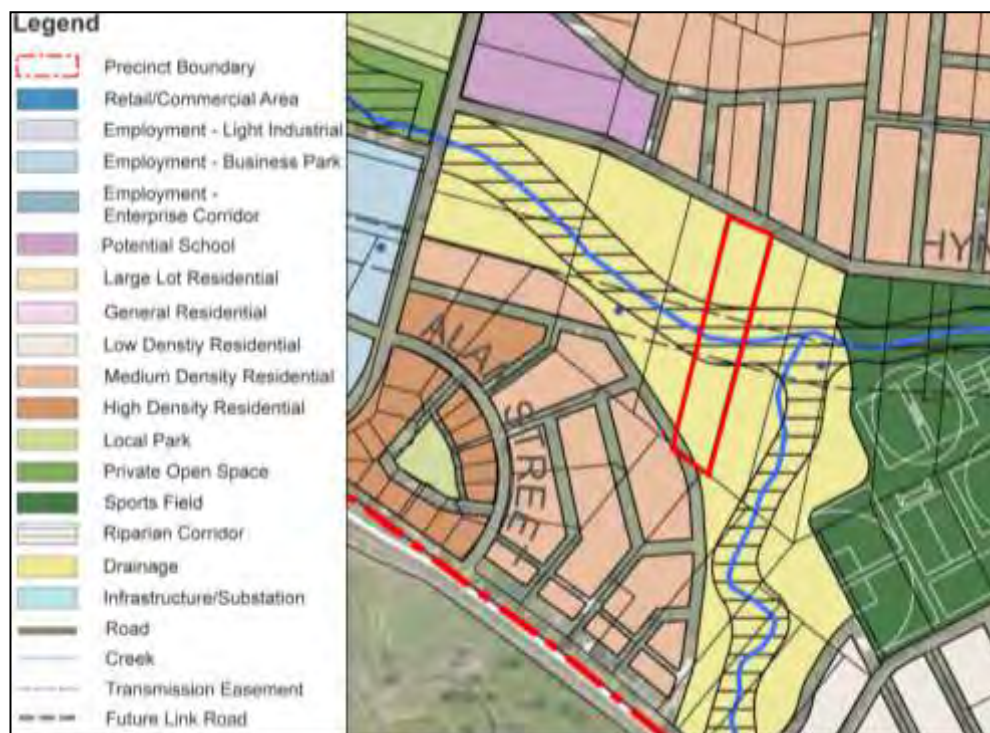 Legend
Precinct Boundary
Retail/Commercial Area
Employment - Light Industrial
Employment - Business Park
Employment -
Enterprise Corridor
Potential School
Large Lot Residential
General Residential
Low Denstiy Residential
Medium Density Residential
High Density Residential
Local Park
Private Open Space
Sports Field
Riparian Corridor
Drainage
Infrastructure/Substation
Road
Creek
Transmission Easement
Future Link Road
HYN
STREET